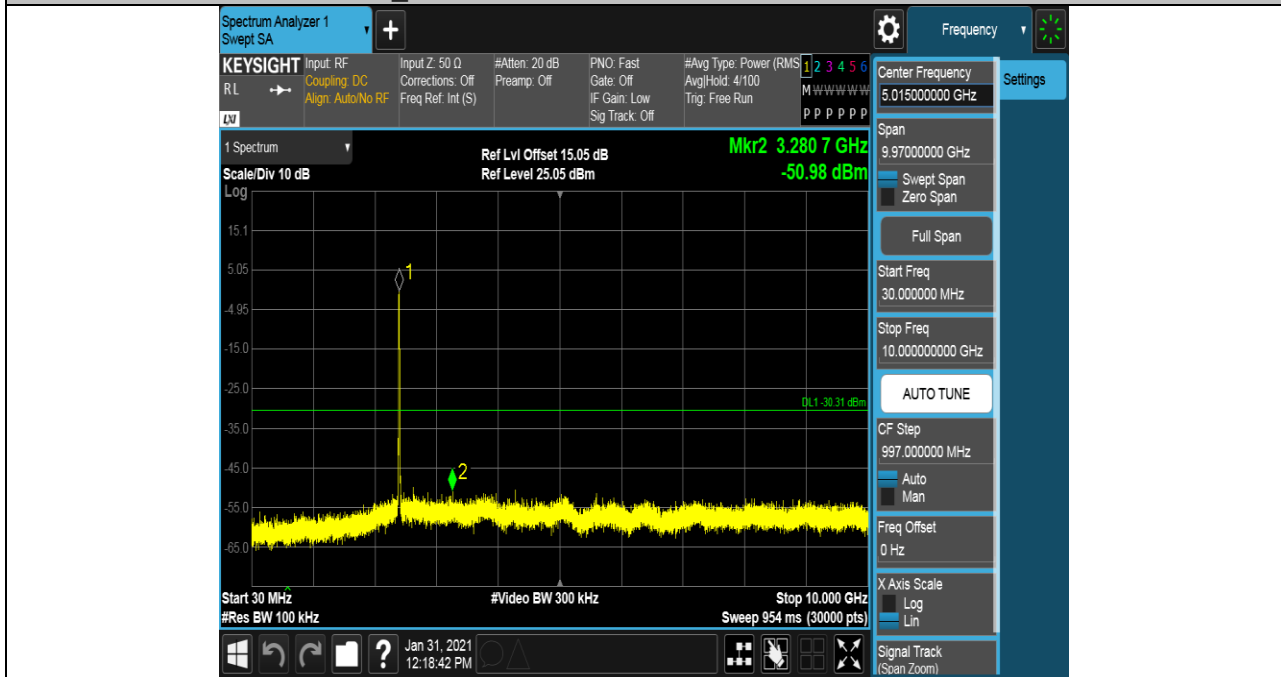 Spectrum Analyzer 1
Swept SA
+
Frequency
KEYSIGHT
RL
LXI
Input: RF
Coupling: DC
Align: Auto/No RF
Input Z: 50 Ω
Corrections: Off
Freq Ref: Int (S)
#Atten: 20 dB
Preamp: Off
PNO: Fast
Gate: Off
IF Gain: Low
Sig Track: Off
#Avg Type: Power (RMS
Avg|Hold: 4/100
Trig: Free Run
1 2 3 4 5 6
M W W W W W
P P P P P P
1 Spectrum
Scale/Div 10 dB
Log
Ref Lvl Offset 15.05 dB
Ref Level 25.05 dBm
Mkr2 3.280 7 GHz
-50.98 dBm
15.1
5.05
-4.95
-15.0
-25.0
-35.0
-45.0
-55.0
-65.0
1
2
DL1 -30.31 dBm
Start 30 MHz
#Res BW 100 kHz
#Video BW 300 kHz
Stop 10.000 GHz
Sweep 954 ms (30000 pts)
?
Jan 31, 2021
12:18:42 PM
Center Frequency
5.015000000 GHz
Span
9.97000000 GHz
Swept Span
Zero Span
Full Span
Start Freq
30.000000 MHz
Stop Freq
10.000000000 GHz
AUTO TUNE
CF Step
997.000000 MHz
Auto
Man
Freq Offset
0 Hz
X Axis Scale
Log
Lin
Signal Track
(Span Zoom)
Settings